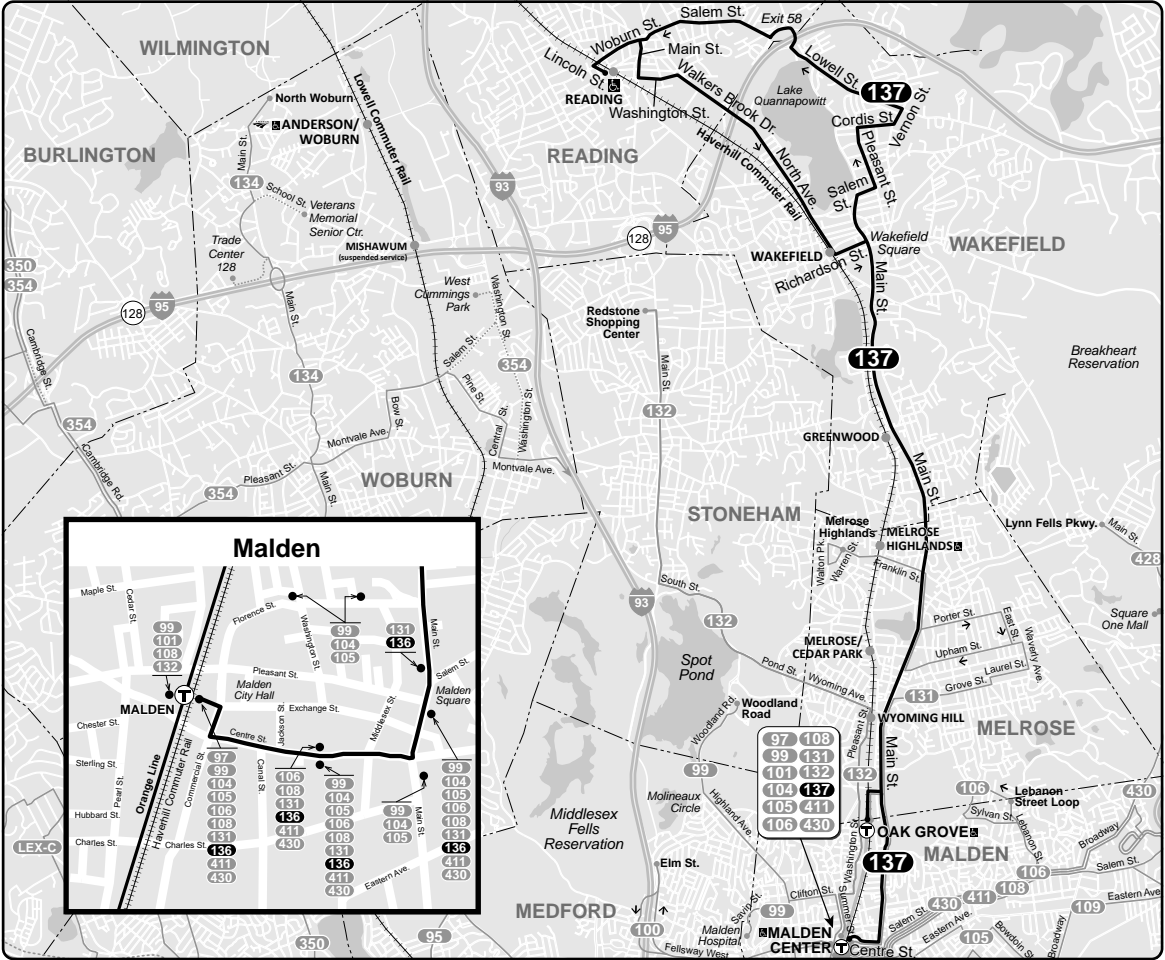 WILMINGTON
Salem St.
Exit 58
Woburn St.
Main St.
Lincoln St.
READING
Washington St.
Walkers Brook Dr.
Lowell St.
137
Lake
Quannapowitt
Cordis St.
Vernon St.
Pleasant St.
Salem
St.
North Ave.
Haverhill Commuter Rail
Lowell Commuter Rail
North Woburn
ANDERSON/
WOBURN
BURLINGTON
READING
Main St.
134
School St.
Veterans
Memorial
Senior Ctr.
93
Trade
Center
128
MISHAWUM
(suspended service)
128
95
WAKEFIELD
Wakefield
Square
WAKEFIELD
Richardson St.
Main St.
350
354
128
95
West
Cummings
Park
Washington St.
Main St.
Redstone
Shopping
Center
137
Breakheart
Reservation
Cambridge St.
Salem St.
354
134
Pine St.
Main St.
132
Bow St.
Central St.
Washington St.
354
Montvale Ave.
GREENWOOD
Cambridge Rd.
Pleasant St.
Montvale Ave.
354
Main St.
WOBURN
Main St.
STONEHAM
Melrose
Highlands
MELROSE
HIGHLANDS
Lynn Fells Pkwy.
Main St.
428
Walton Pk.
Warren St.
Franklin St.
South St.
93
132
Porter St.
East St.
Waverly Ave.
Square
One Mall
MELROSE/
CEDAR PARK
Upham St.
Laurel St.
Grove St.
131
Spot
Pond
Pond St.
Wyoming Ave.
Woodland
Road
Woodland Rd.
WYOMING HILL
Pleasant St.
MELROSE
Main St.
97 108
99 131
101 132
104 137
105 411
106 430
132
99
Molineaux
Circle
Highland Ave.
106
Lebanon
Street Loop
430
Sylvan St.
Lebanon St.
Broadway
Middlesex
Fells
Reservation
T OAK GROVE
Washington St.
MALDEN
137
106
Salem St.
Elm St.
LEX-C
108
411
430
Eastern Ave.
109
Clifton St.
Savin St.
99
Summer St.
Salem St.
Eastern Ave.
105
Bowdoin St.
Broadway
MEDFORD
100
Malden
Hospital
MALDEN
CENTER
T
Centre St.
Fellsway West
350
95
Malden
Maple St.
Cedar St.
Florence St.
Washington St.
99
104
105
131
136
Main St.
99
101
108
132
Salem St.
Pleasant St.
Malden
City Hall
MALDEN
T
Malden
Square
Exchange St.
Jackson St.
Middlesex St.
Chester St.
Centre St.
Sterling St.
Pearl St.
Orange Line
Haverhill Commuter Rail
Commercial St.
Canal St.
97
99
104
105
106
108
131
136
411
430
106
108
131
136
411
430
99
104
105
106
108
131
136
411
430
99
104
105
Main St.
99
104
105
106
108
131
136
411
430
Hubbard St.
Charles St.
Charles St.
Eastern Ave.